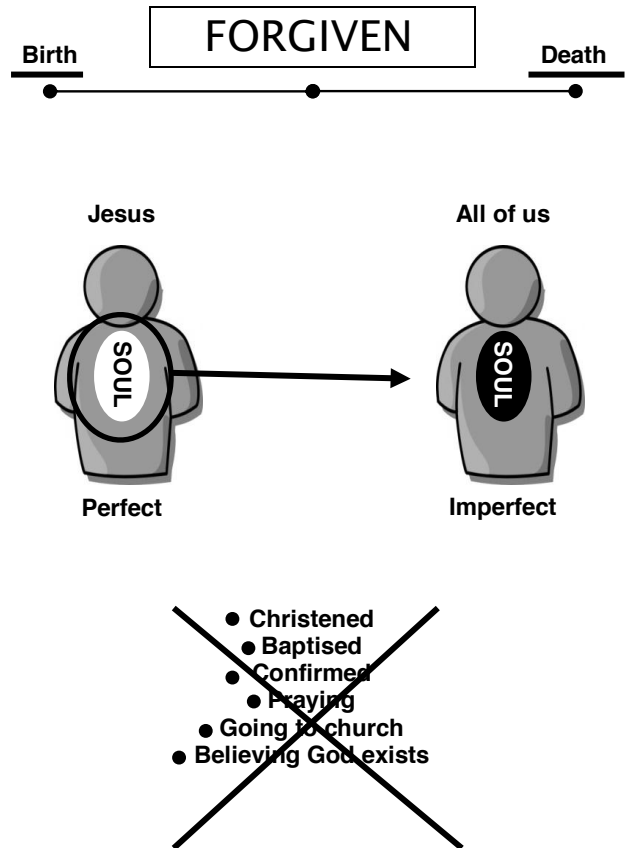 FORGIVEN
Birth
Death
Jesus
All of us
SOUL
SOUL
Perfect
Imperfect
• Christened
• Baptised
• Confirmed
• Praying
• Going to church
• Believing God exists